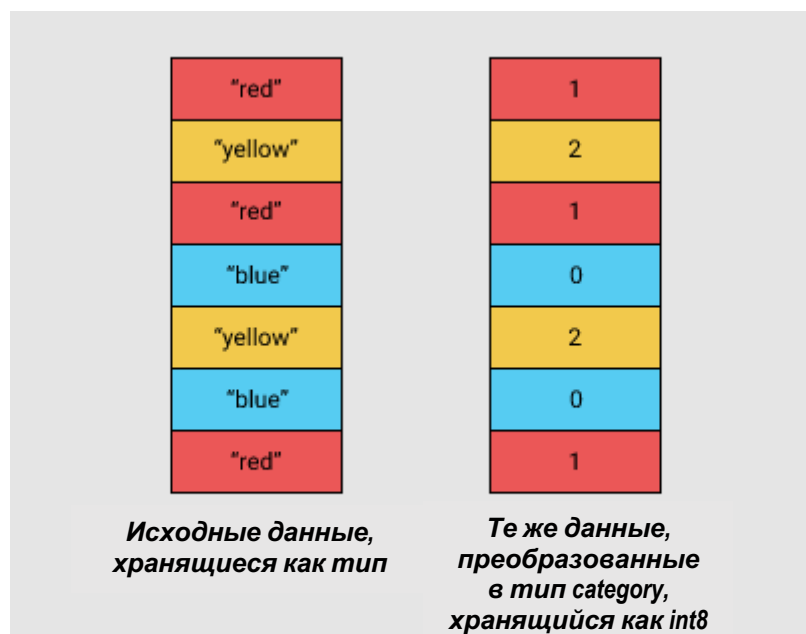 "red"
"yellow"
"red"
"blue"
"yellow"
"blue"
"red"
Исходные данные,
хранящиеся как тип
1
2
1
0
2
0
1
Те же данные,
преобразованные
в тип category,
хранящийся как int8